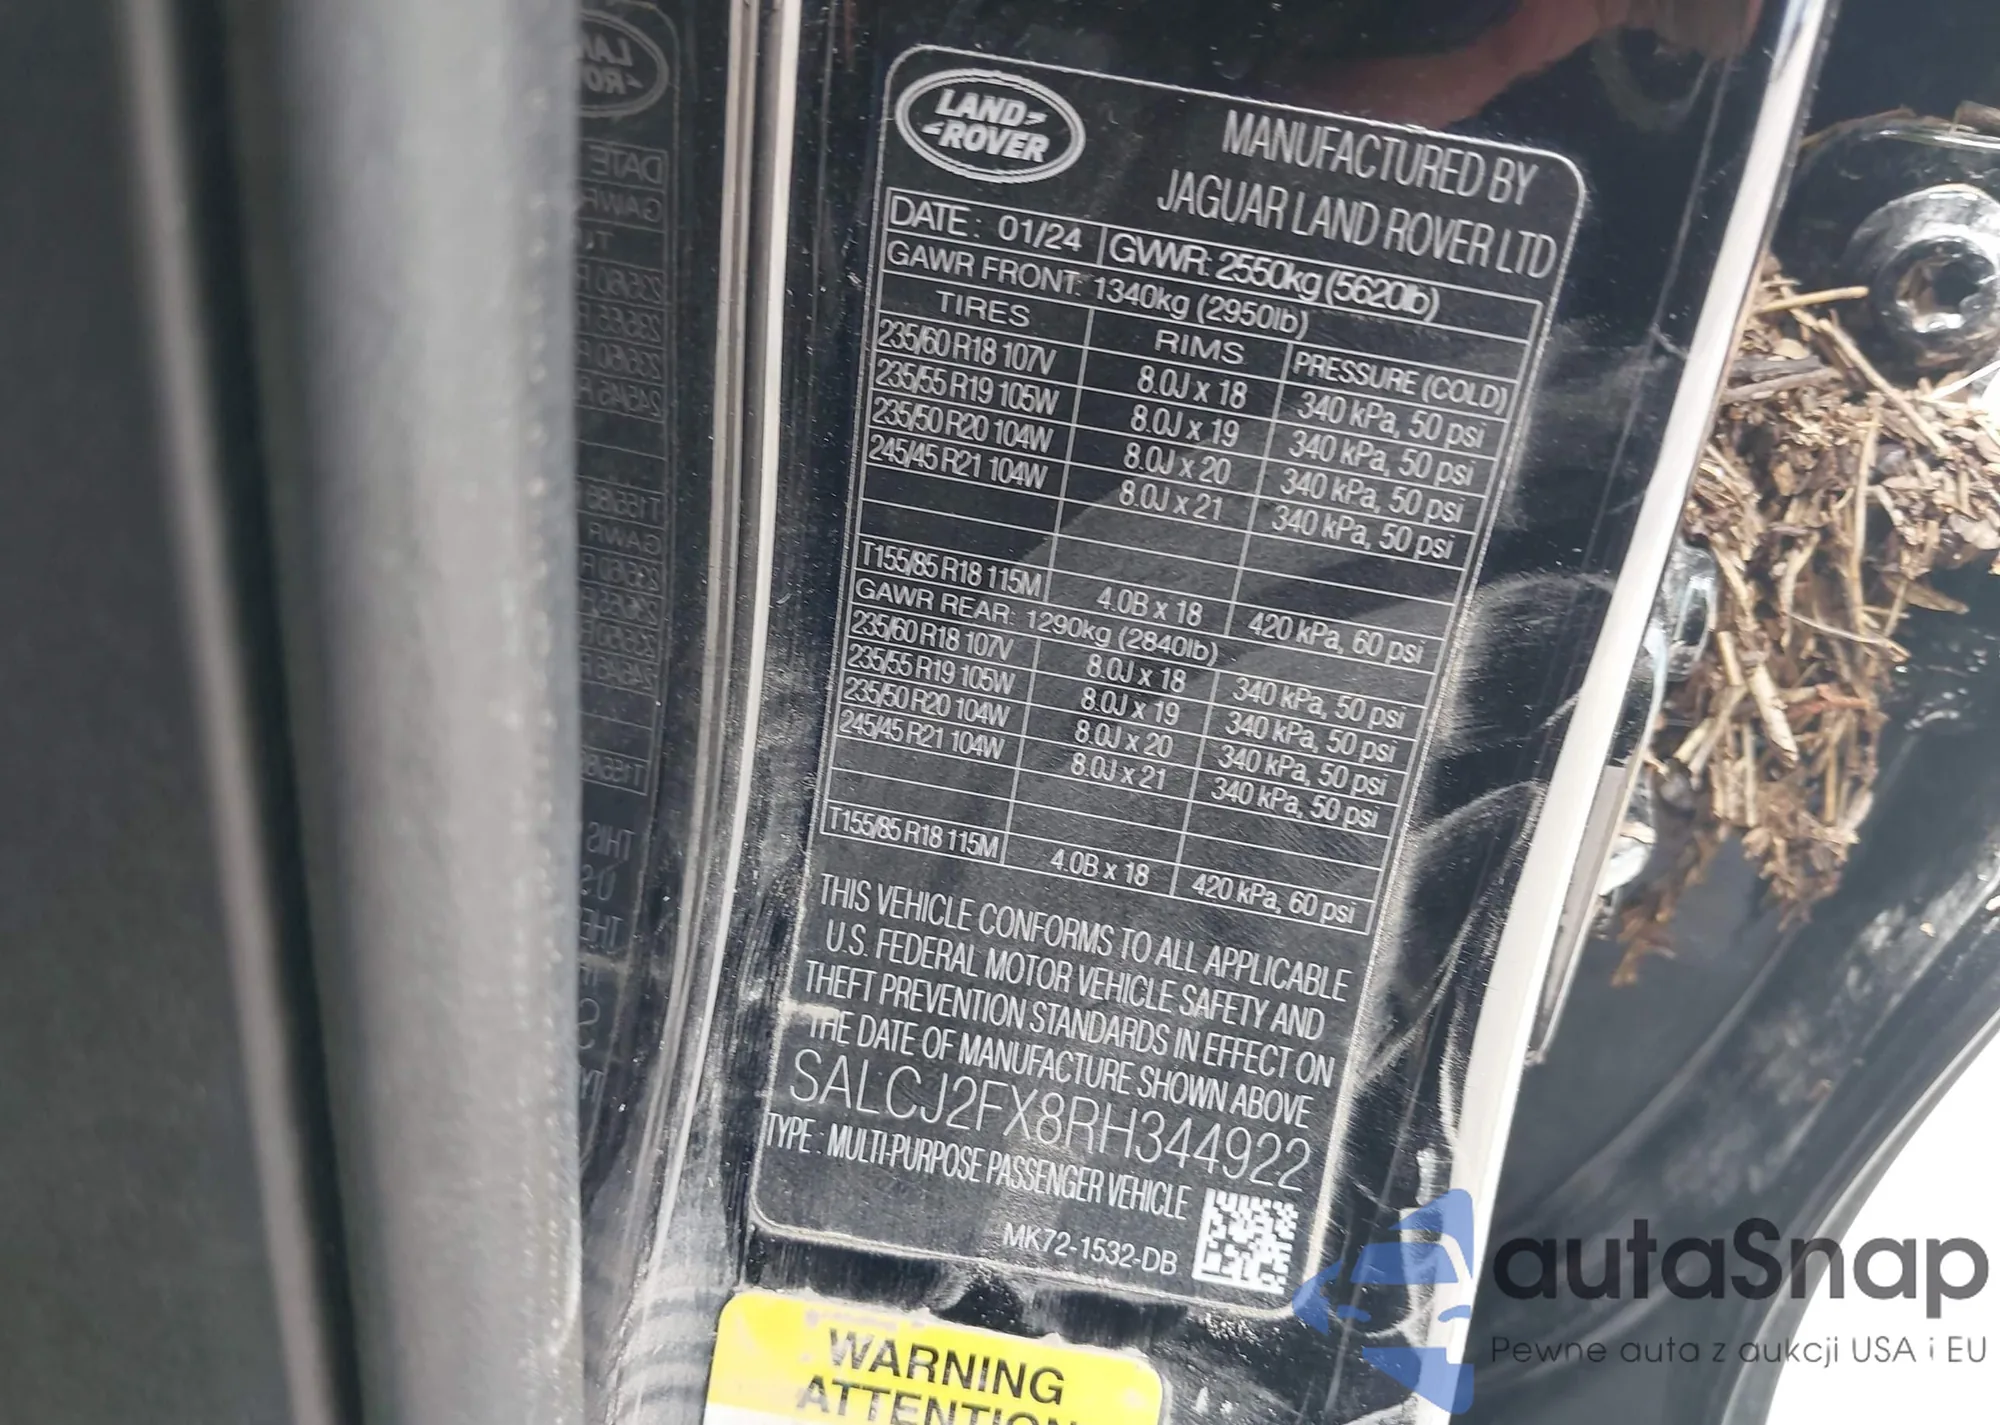 LAND
ROVER
MANUFACTURED BY
JAGUAR LAND ROVER LTD
DATE : 01/24 GVWR: 2550kg (5620lb)
GAWR FRONT: 1340kg (2950lb)
TIRES RIMS PRESSURE (COLD)
235/60 R18 107V 8.0J x 18 340 kPa, 50 psi
235/55 R19 105W 8.0J x 19 340 kPa, 50 psi
235/50 R20 104W 8.0J x 20 340 kPa, 50 psi
245/45 R21 104W 8.0J x 21 340 kPa, 50 psi
T155/85 R18 115M 4.0B x 18 420 kPa, 60 psi
GAWR REAR: 1290kg (2840lb)
235/60 R18 107V 8.0J x 18 340 kPa, 50 psi
235/55 R19 105W 8.0J x 19 340 kPa, 50 psi
235/50 R20 104W 8.0J x 20 340 kPa, 50 psi
245/45 R21 104W 8.0J x 21 340 kPa, 50 psi
T155/85 R18 115M 4.0B x 18 420 kPa, 60 psi
THIS VEHICLE CONFORMS TO ALL APPLICABLE
U.S. FEDERAL MOTOR VEHICLE SAFETY AND
THEFT PREVENTION STANDARDS IN EFFECT ON
THE DATE OF MANUFACTURE SHOWN ABOVE
SALCJ2FX8RH344922
TYPE : MULTI-PURPOSE PASSENGER VEHICLE
MK72-1532-DB
WARNING
ATTENTION
autaSnap
Pewne auta z aukcji USA i EU